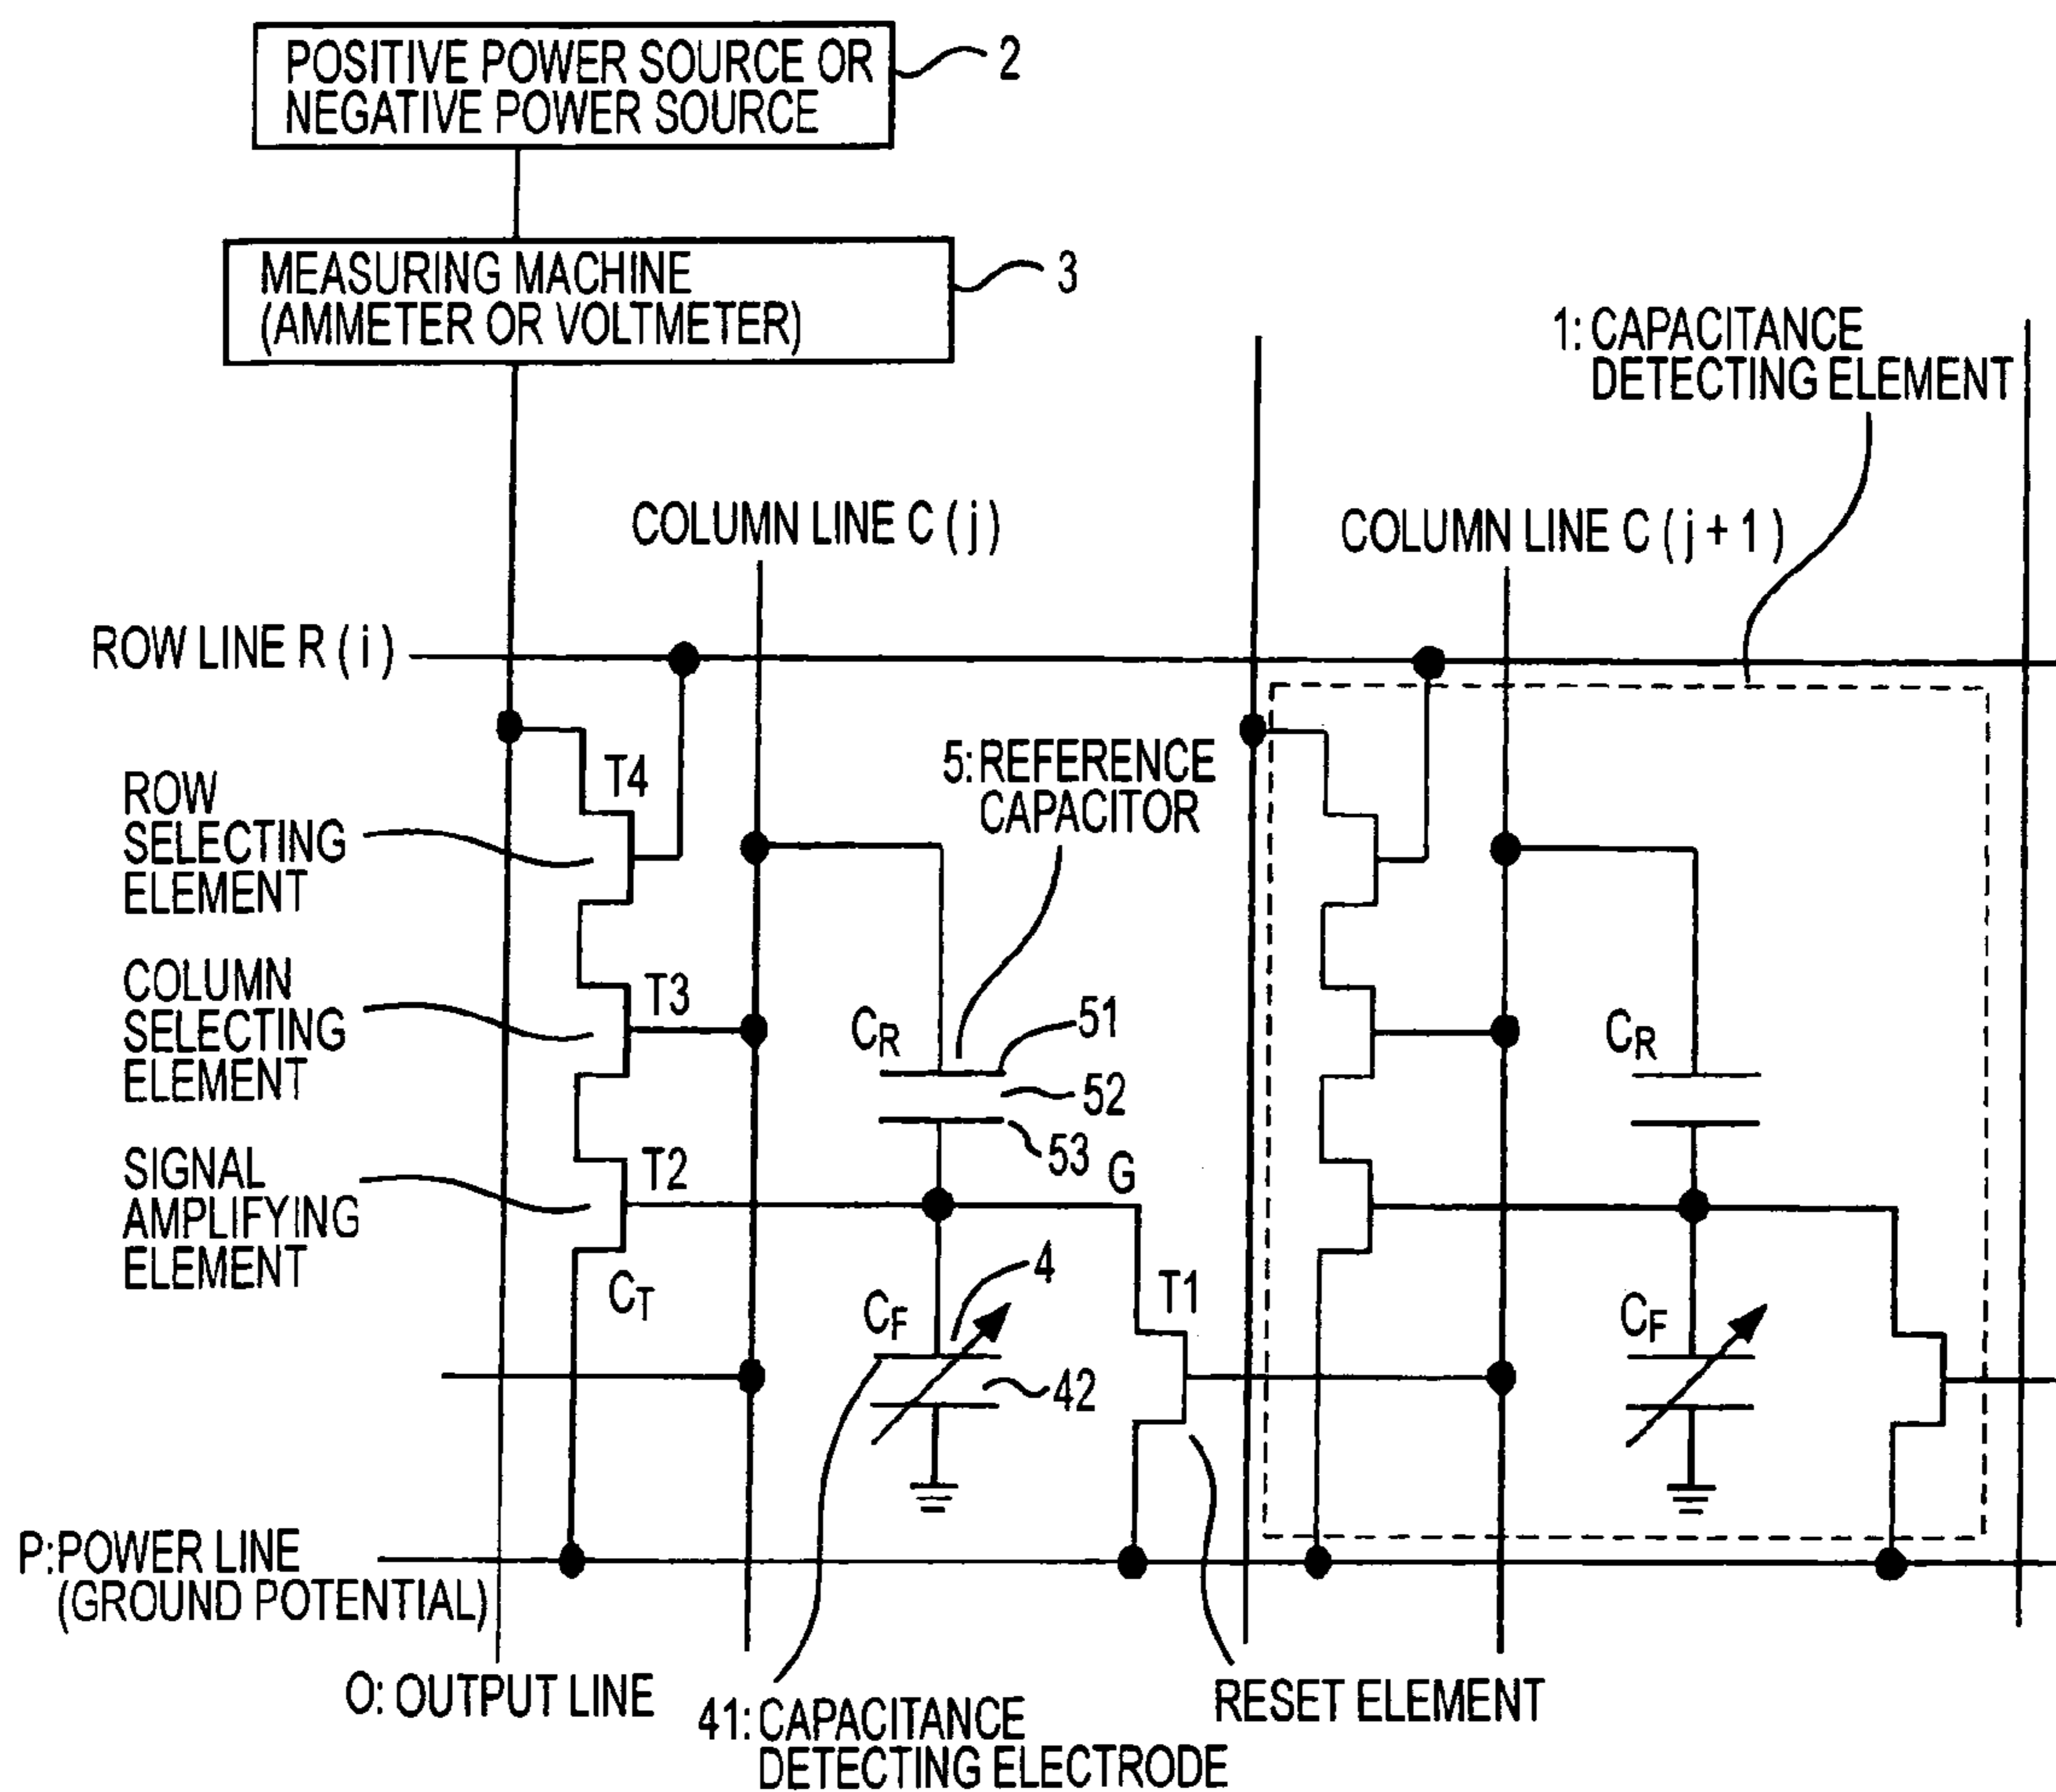 POSITIVE POWER SOURCE OR
NEGATIVE POWER SOURCE
2
MEASURING MACHINE
(AMMETER OR VOLTMETER)
3
1: CAPACITANCE
DETECTING ELEMENT
COLUMN LINE C ( j )
COLUMN LINE C ( j + 1 )
ROW LINE R ( i )
T4
5: REFERENCE
CAPACITOR
ROW
SELECTING
ELEMENT
COLUMN
SELECTING
ELEMENT
T3
CR
51
52
53
CR
SIGNAL
AMPLIFYING
ELEMENT
T2
G
CT
CF
4
42
T1
CF
P: POWER LINE
(GROUND POTENTIAL)
O: OUTPUT LINE
41: CAPACITANCE
DETECTING ELECTRODE
RESET ELEMENT